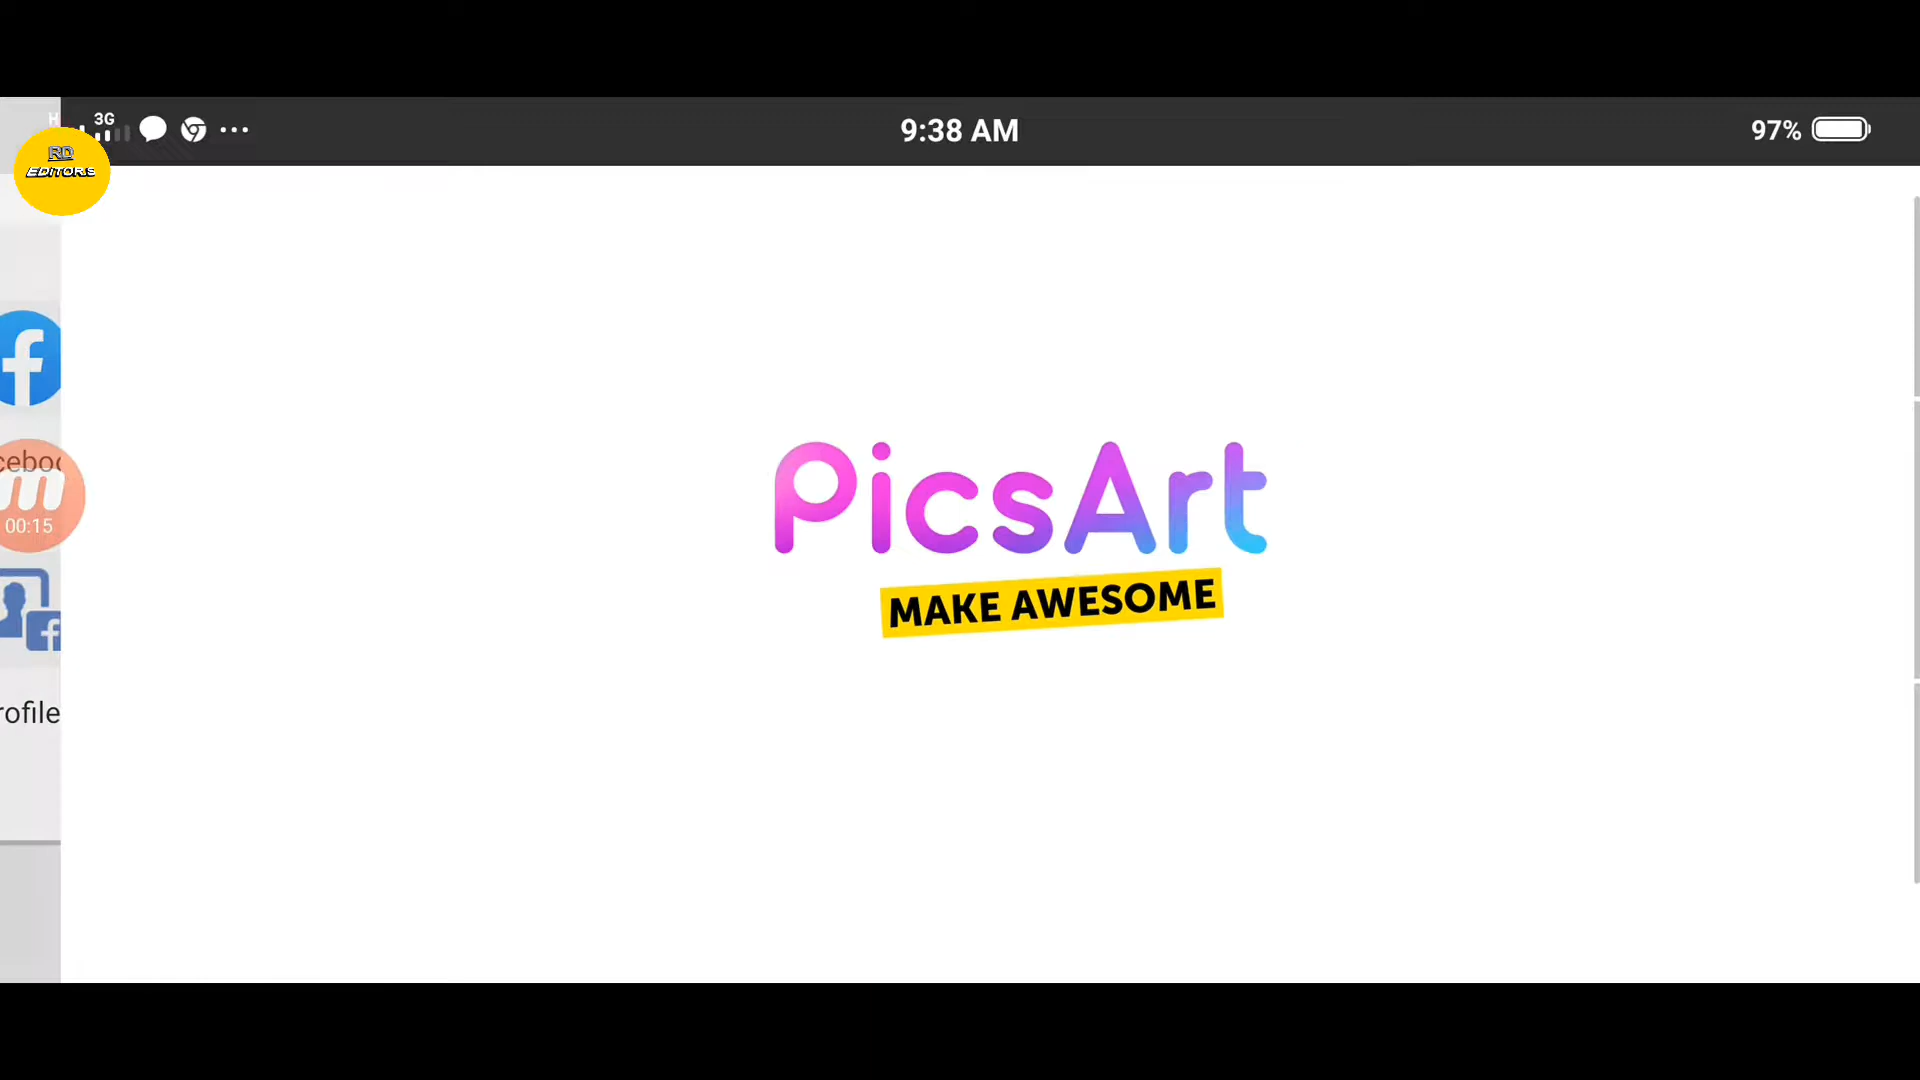 H 3G
9:38 AM
97%
RD
EDITORS
ceboo
00:15
rofile
PicsArt
MAKE AWESOME